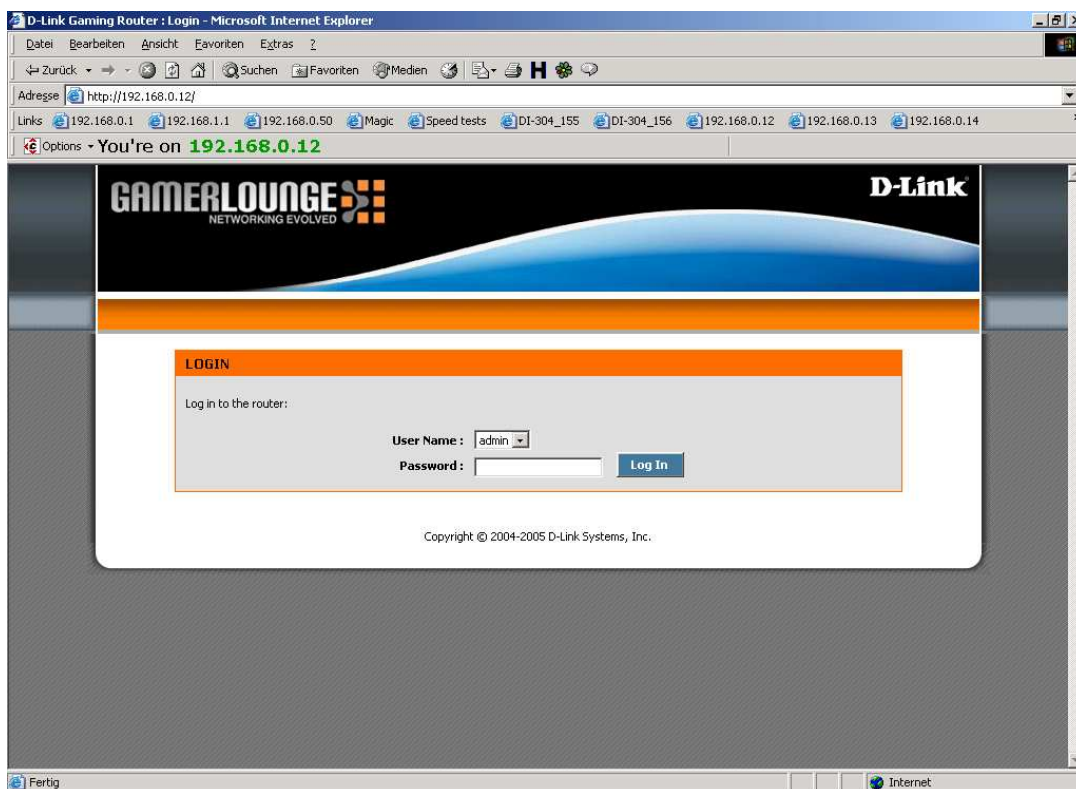 D-Link Gaming Router : Login - Microsoft Internet Explorer
Datei Bearbeiten Ansicht Favoriten Extras ?
Zurück Suchen Favoriten Medien
Adresse http://192.168.0.12/
Links 192.168.0.1 192.168.1.1 192.168.0.50 Magic Speed tests DI-304_155 DI-304_156 192.168.0.12 192.168.0.13 192.168.0.14
Options You're on 192.168.0.12
GAMERLOUNGE
NETWORKING EVOLVED
D-Link
LOGIN
Log in to the router:
User Name : admin
Password : Log In
Copyright © 2004-2005 D-Link Systems, Inc.
Fertig Internet